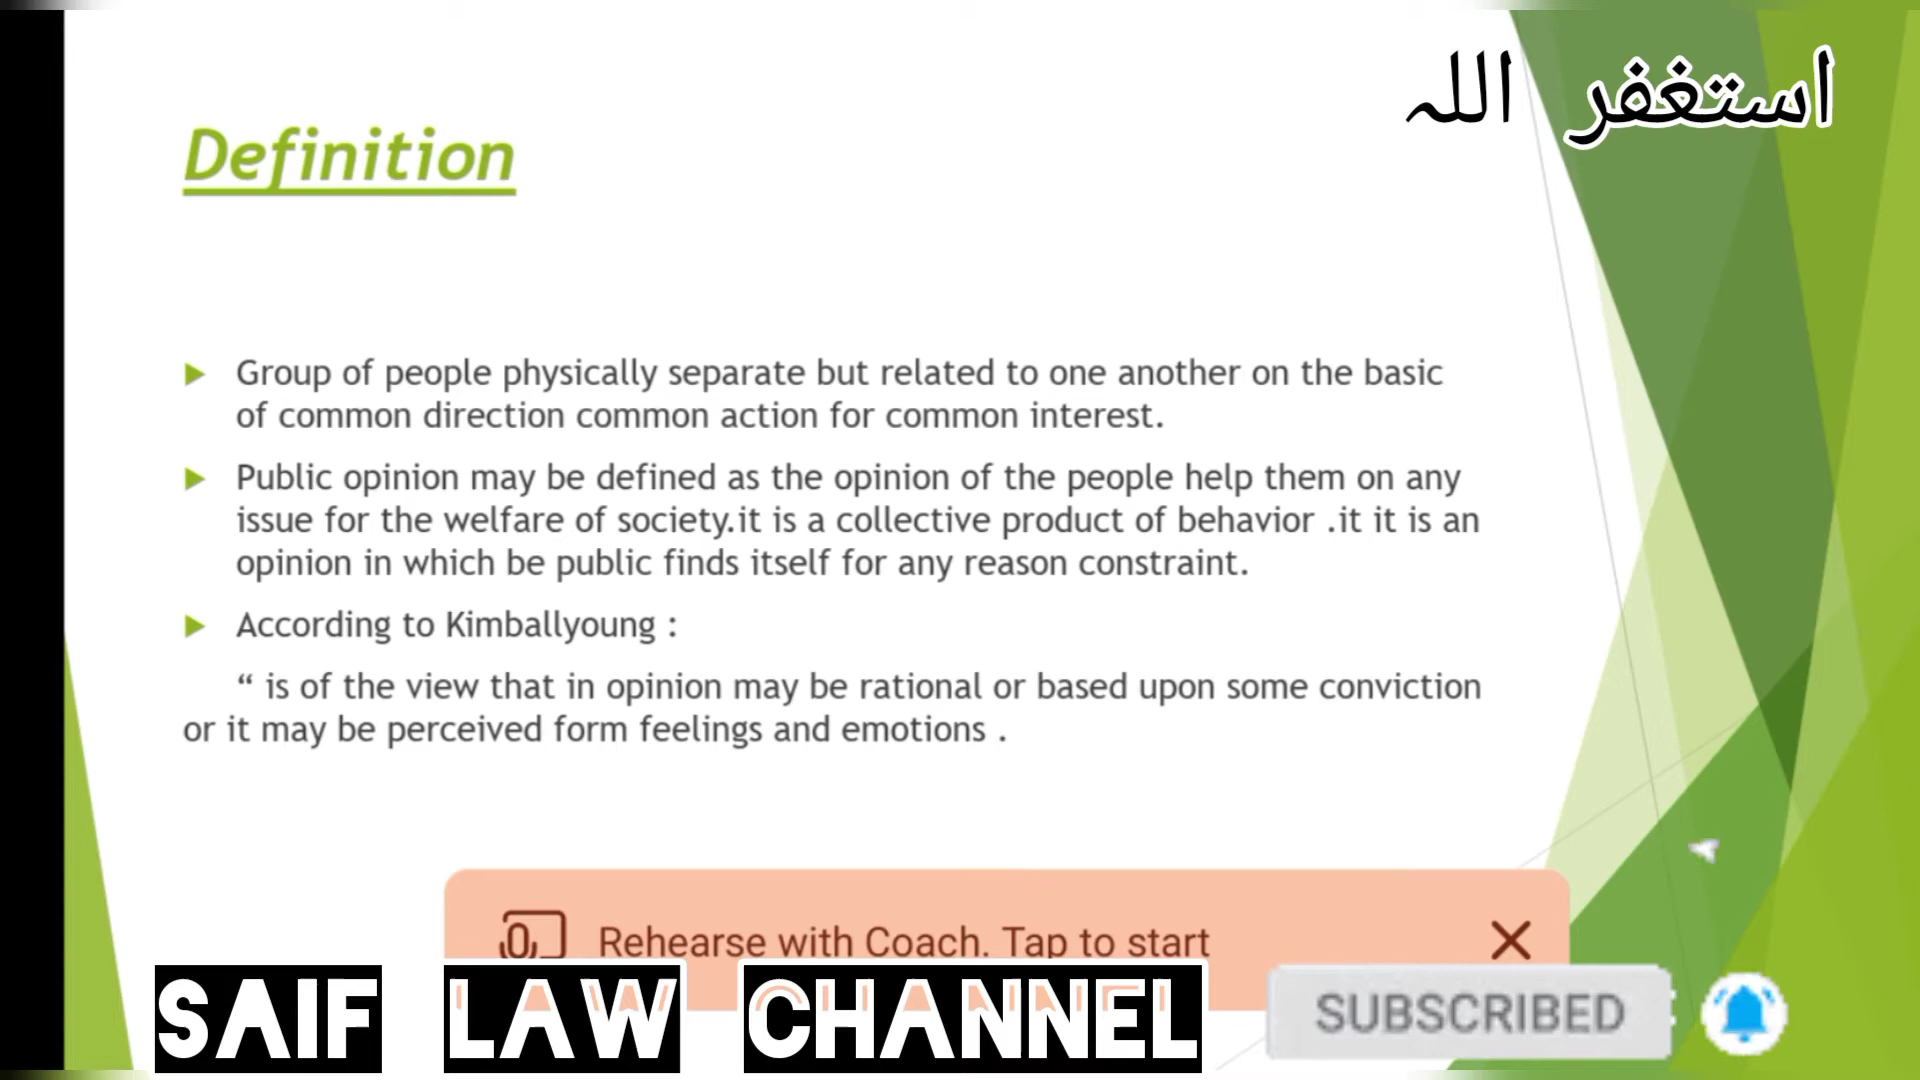 استغفر اللہ
Definition
Group of people physically separate but related to one another on the basic
of common direction common action for common interest.
Public opinion may be defined as the opinion of the people help them on any
issue for the welfare of society.it is a collective product of behavior .it it is an
opinion in which be public finds itself for any reason constraint.
According to Kimballyoung :
“ is of the view that in opinion may be rational or based upon some conviction
or it may be perceived form feelings and emotions .
Rehearse with Coach. Tap to start
SAIF LAW CHANNEL
SUBSCRIBED